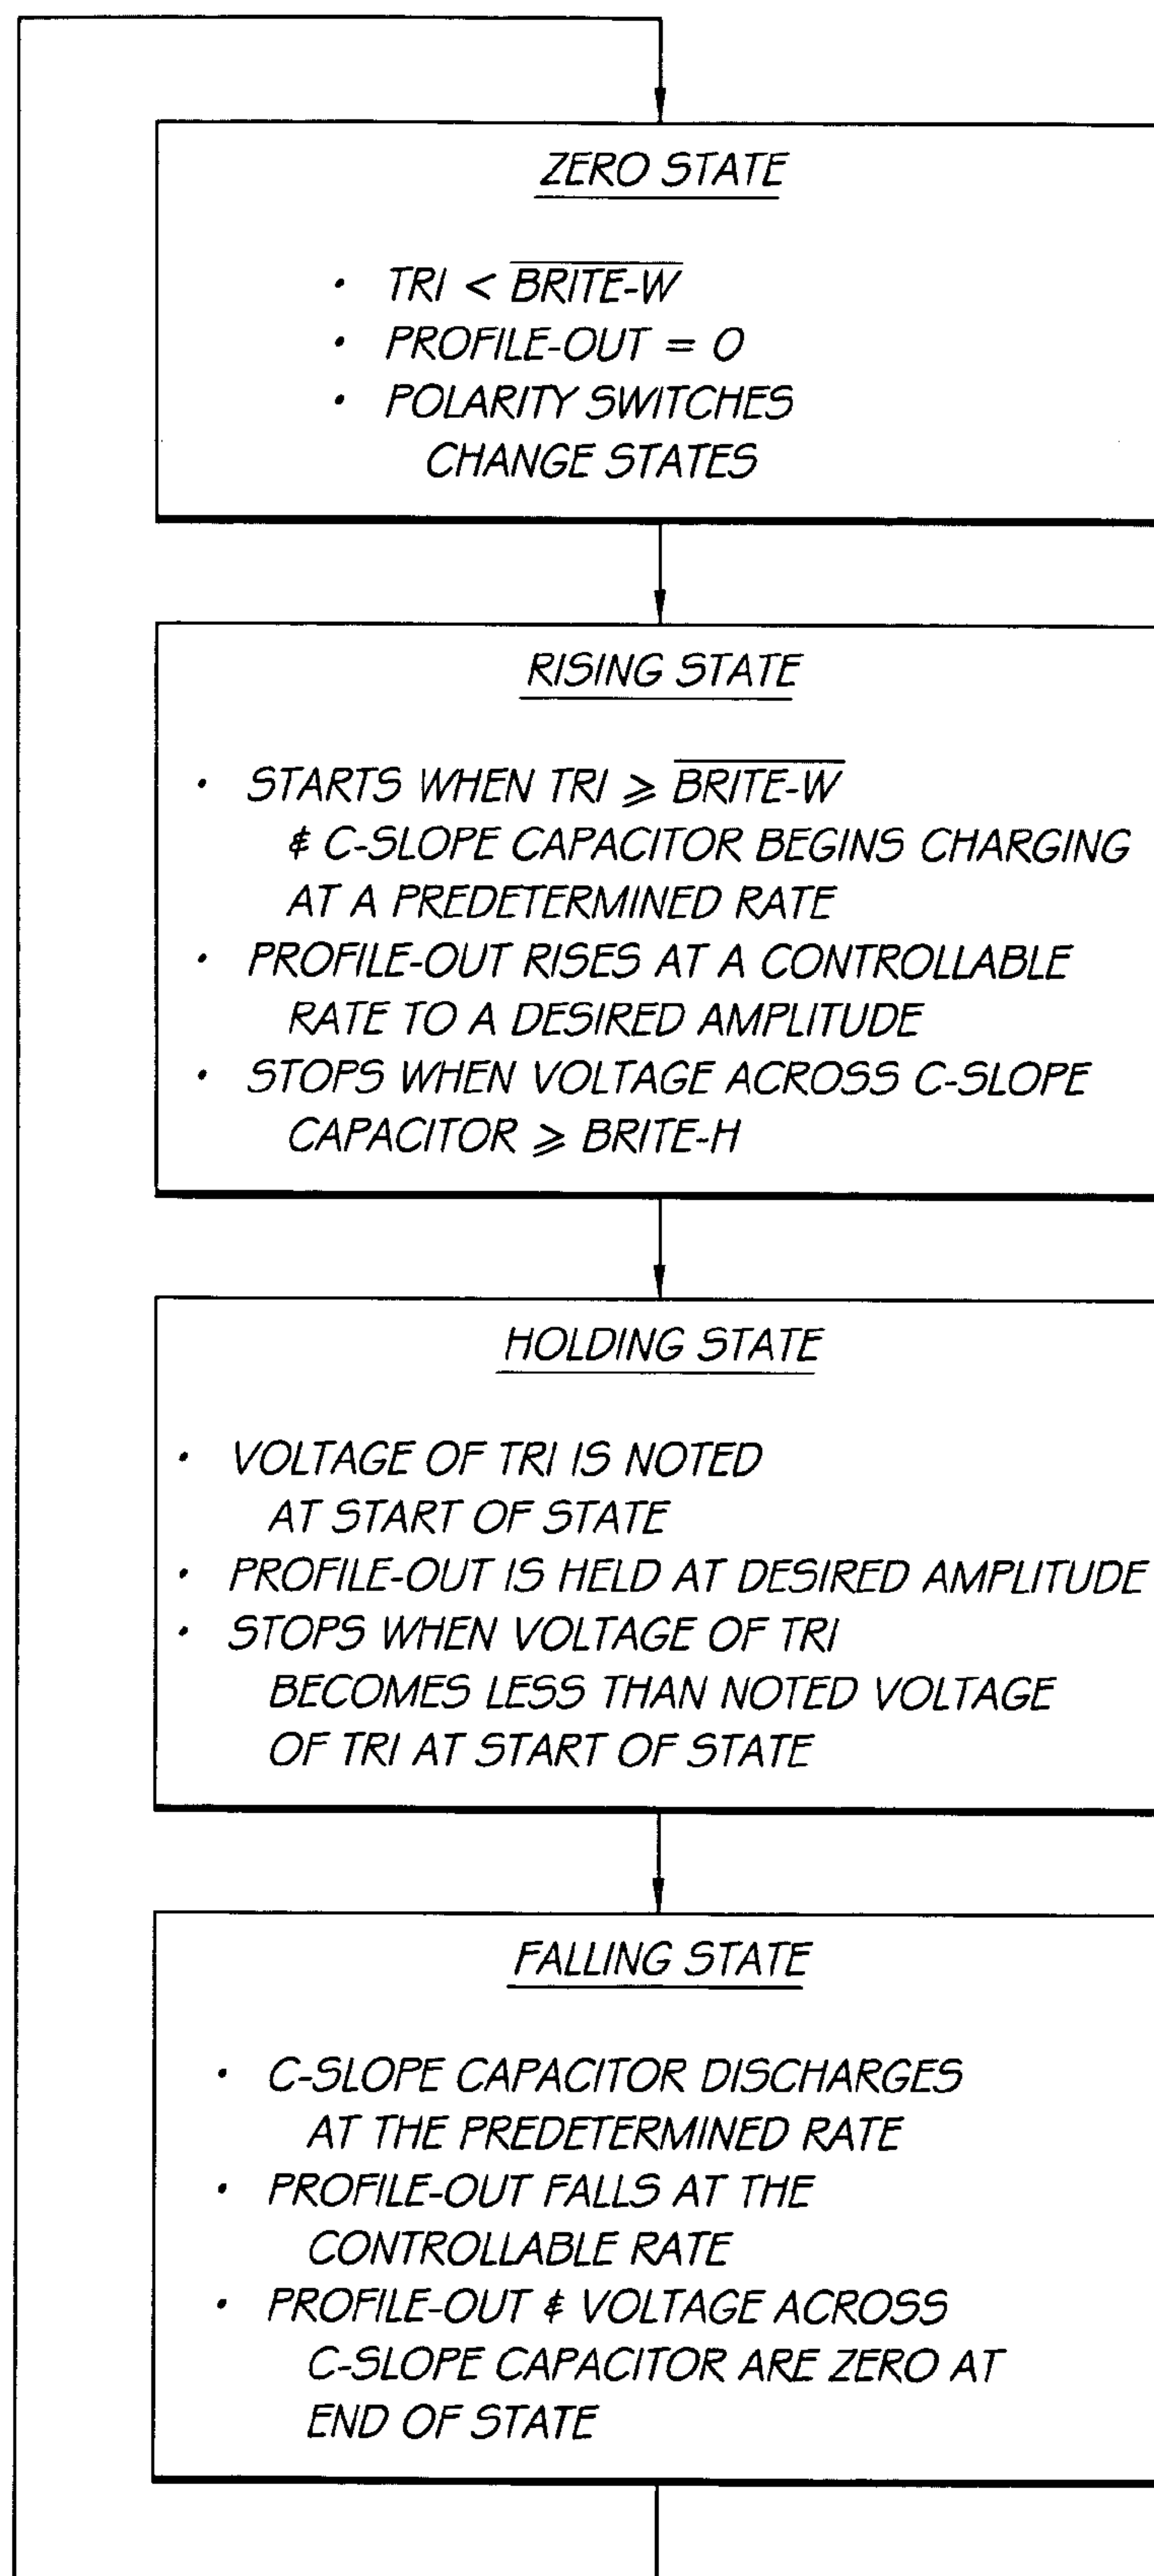 ZERO STATE
• TRI < B̅R̅I̅T̅E̅-̅W̅
• PROFILE-OUT = 0
• POLARITY SWITCHES
CHANGE STATES
RISING STATE
• STARTS WHEN TRI ⩾ B̅R̅I̅T̅E̅-̅W̅
& C-SLOPE CAPACITOR BEGINS CHARGING
AT A PREDETERMINED RATE
• PROFILE-OUT RISES AT A CONTROLLABLE
RATE TO A DESIRED AMPLITUDE
• STOPS WHEN VOLTAGE ACROSS C-SLOPE
CAPACITOR ⩾ BRITE-H
HOLDING STATE
• VOLTAGE OF TRI IS NOTED
AT START OF STATE
• PROFILE-OUT IS HELD AT DESIRED AMPLITUDE
• STOPS WHEN VOLTAGE OF TRI
BECOMES LESS THAN NOTED VOLTAGE
OF TRI AT START OF STATE
FALLING STATE
• C-SLOPE CAPACITOR DISCHARGES
AT THE PREDETERMINED RATE
• PROFILE-OUT FALLS AT THE
CONTROLLABLE RATE
• PROFILE-OUT & VOLTAGE ACROSS
C-SLOPE CAPACITOR ARE ZERO AT
END OF STATE